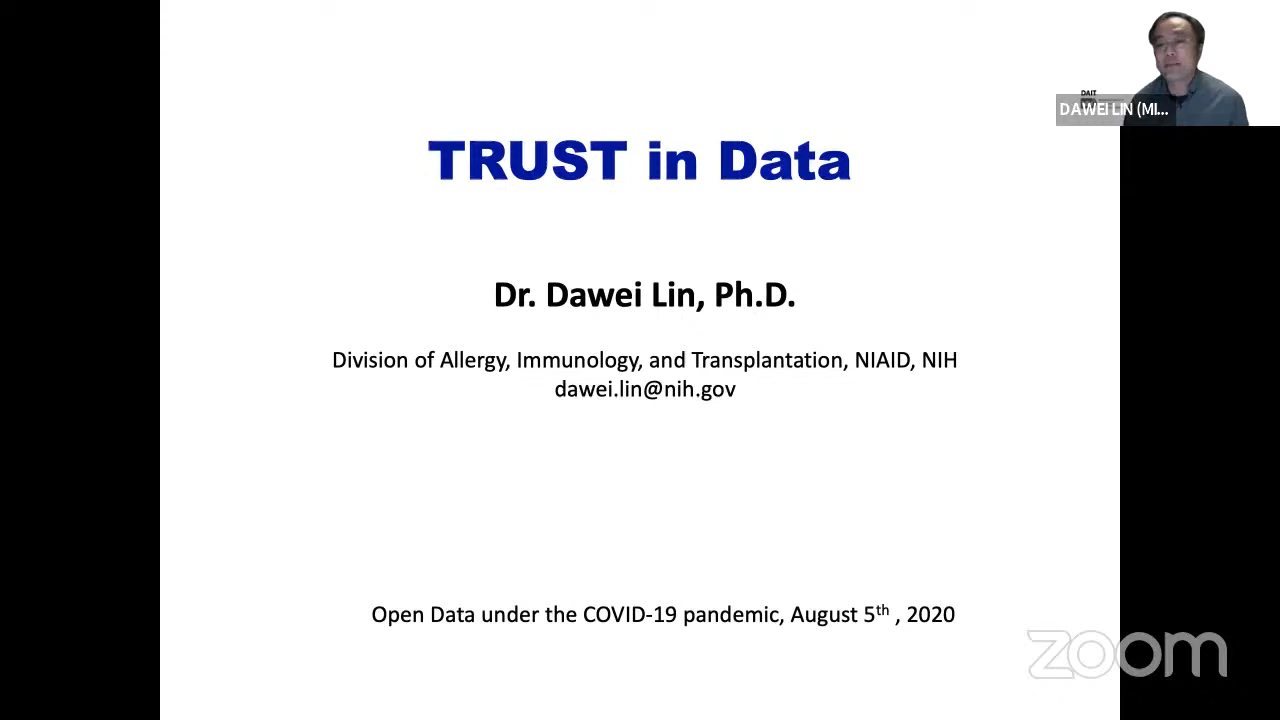 DAIT
DAWEI LIN (MI...
TRUST in Data
Dr. Dawei Lin, Ph.D.
Division of Allergy, Immunology, and Transplantation, NIAID, NIH
dawei.lin@nih.gov
Open Data under the COVID-19 pandemic, August 5th , 2020
zoom